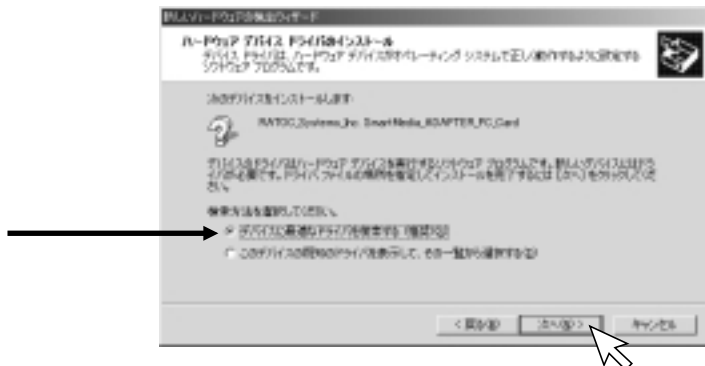 新しいハードウェアの検出ウィザード
ハードウェア デバイス ドライバのインストール
デバイス ドライバは、ハードウェア デバイスがオペレーティング システムで正しく動作するように設定する
ソフトウェア プログラムです。
次のデバイスをインストールします:
RATOC_Systems,Inc. SmartMedia_ADAPTER_PC_Card
デバイスのドライバはハードウェア デバイスを実行するソフトウェア プログラムです。新しいデバイスにはドラ
イバが必要です。ドライバ ファイルの場所を指定してインストールを完了するには [次へ] をクリックしてくだ
さい。
検索方法を選択してください。
デバイスに最適なドライバを検索する (推奨)(S)
このデバイスの既知のドライバを表示して、その一覧から選択する(D)
< 戻る(B)
次へ(N) >
キャンセル